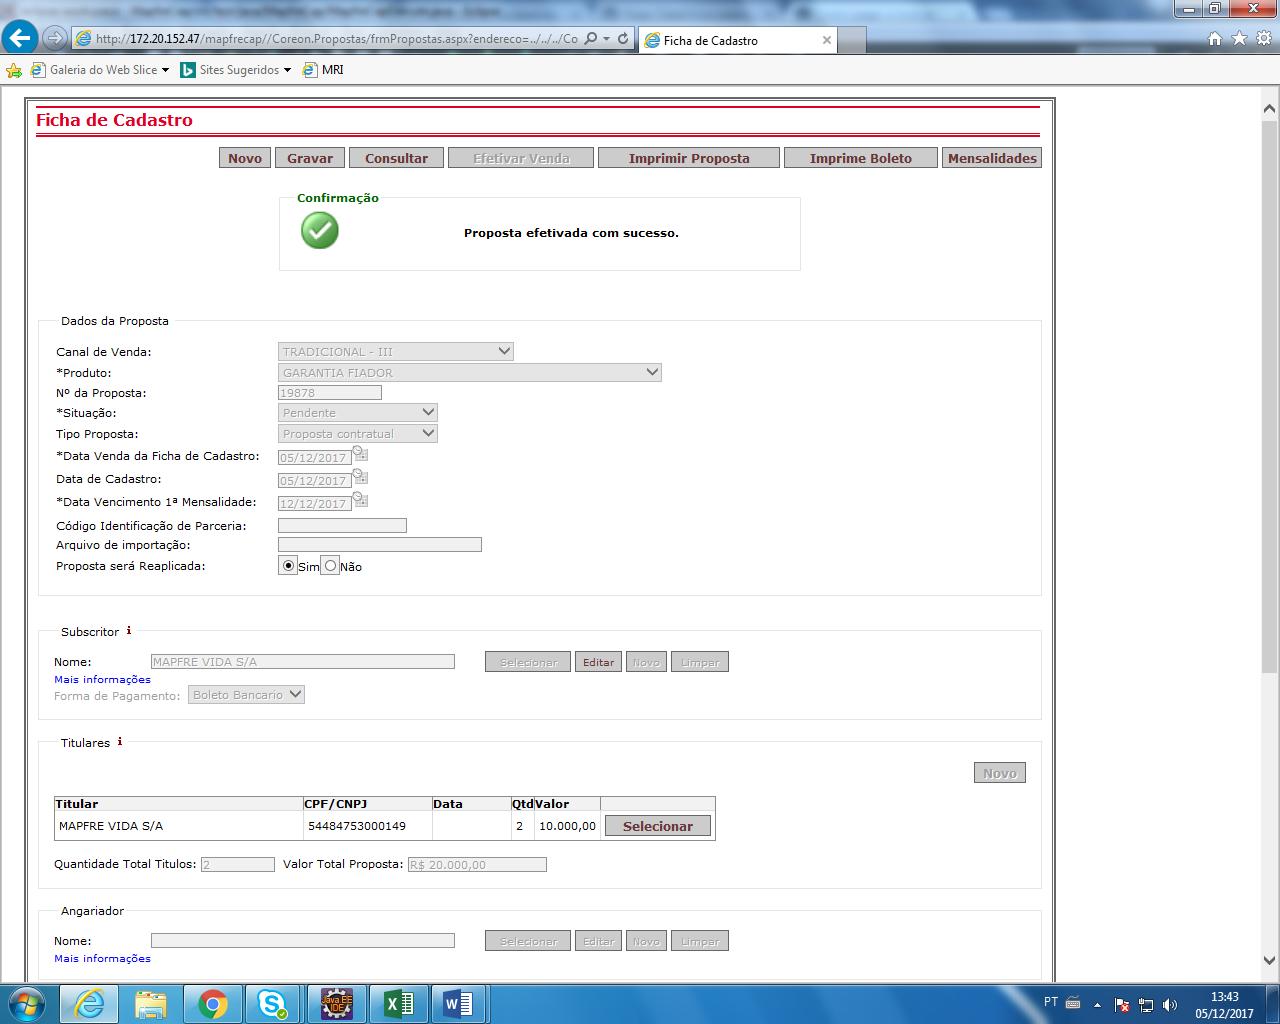 http://172.20.152.47/mapfrecap//Coreon.Propostas/frmPropostas.aspx?endereco=../../../Co
Ficha de Cadastro
Galeria do Web Slice
Sites Sugeridos
MRI
Ficha de Cadastro
Novo Gravar Consultar Efetivar Venda Imprimir Proposta Imprime Boleto Mensalidades
Confirmação
Proposta efetivada com sucesso.
Dados da Proposta
Canal de Venda: TRADICIONAL - III
*Produto: GARANTIA FIADOR
Nº da Proposta: 19878
*Situação: Pendente
Tipo Proposta: Proposta contratual
*Data Venda da Ficha de Cadastro: 05/12/2017
Data de Cadastro: 05/12/2017
*Data Vencimento 1ª Mensalidade: 12/12/2017
Código Identificação de Parceria:
Arquivo de importação:
Proposta será Reaplicada: Sim Não
Subscritor i
Nome: MAPFRE VIDA S/A Selecionar Editar Novo Limpar
Mais informações
Forma de Pagamento: Boleto Bancario
Titulares i
Novo
Titular CPF/CNPJ Data Qtd Valor
MAPFRE VIDA S/A 54484753000149 2 10.000,00 Selecionar
Quantidade Total Titulos: 2 Valor Total Proposta: R$ 20.000,00
Angariador
Nome: Selecionar Editar Novo Limpar
Mais informações
Java EE
IDE
PT
13:43
05/12/2017